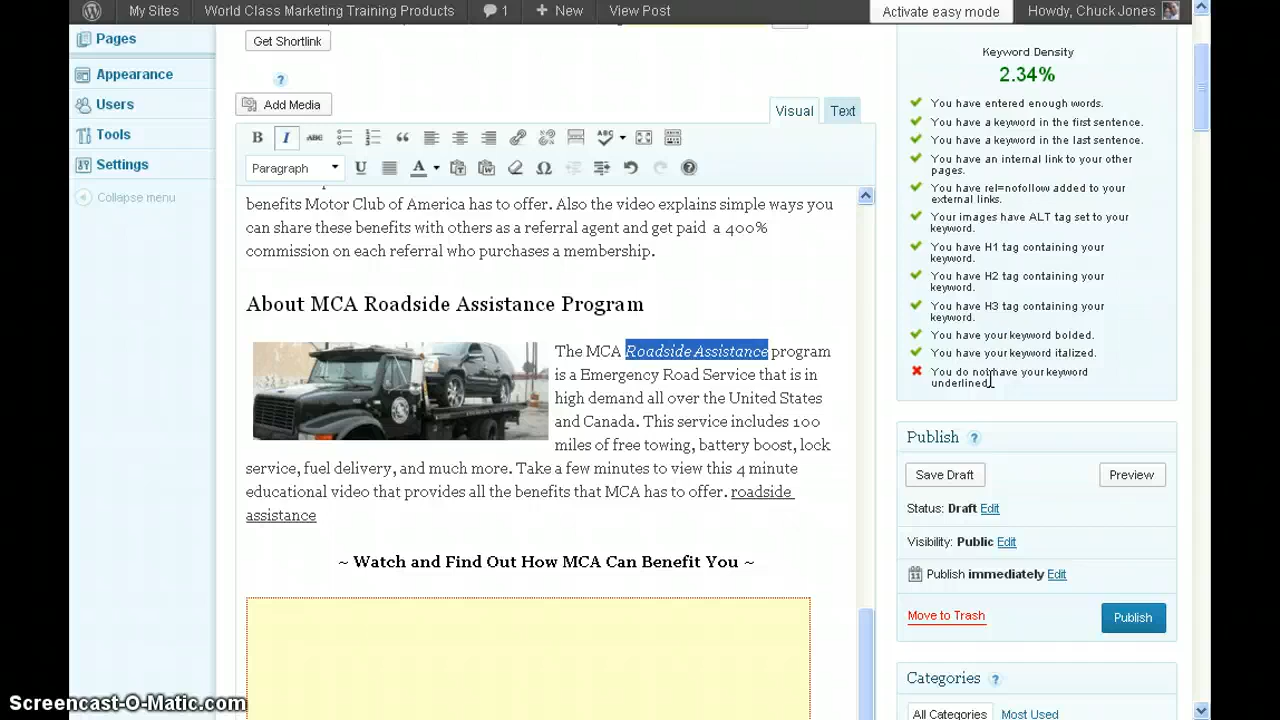 My Sites World Class Marketing Training Products 1 + New View Post Activate easy mode Howdy, Chuck Jones
Pages
Appearance
Users
Tools
Settings
Collapse menu
Get Shortlink
?
Add Media
Visual Text
B I ABC ABC
Paragraph U A Ω ?
benefits Motor Club of America has to offer. Also the video explains simple ways you
can share these benefits with others as a referral agent and get paid a 400%
commission on each referral who purchases a membership.
About MCA Roadside Assistance Program
The MCA Roadside Assistance program
is a Emergency Road Service that is in
high demand all over the United States
and Canada. This service includes 100
miles of free towing, battery boost, lock
service, fuel delivery, and much more. Take a few minutes to view this 4 minute
educational video that provides all the benefits that MCA has to offer. roadside
assistance
~ Watch and Find Out How MCA Can Benefit You ~
Keyword Density
2.34%
You have entered enough words.
You have a keyword in the first sentence.
You have a keyword in the last sentence.
You have an internal link to your other
pages.
You have rel=nofollow added to your
external links.
Your images have ALT tag set to your
keyword.
You have H1 tag containing your
keyword.
You have H2 tag containing your
keyword.
You have H3 tag containing your
keyword.
You have your keyword bolded.
You have your keyword italized.
You do not have your keyword
underlined.
Publish ?
Save Draft Preview
Status: Draft Edit
Visibility: Public Edit
Publish immediately Edit
Move to Trash Publish
Categories ?
All Categories Most Used
Screencast-O-Matic.com